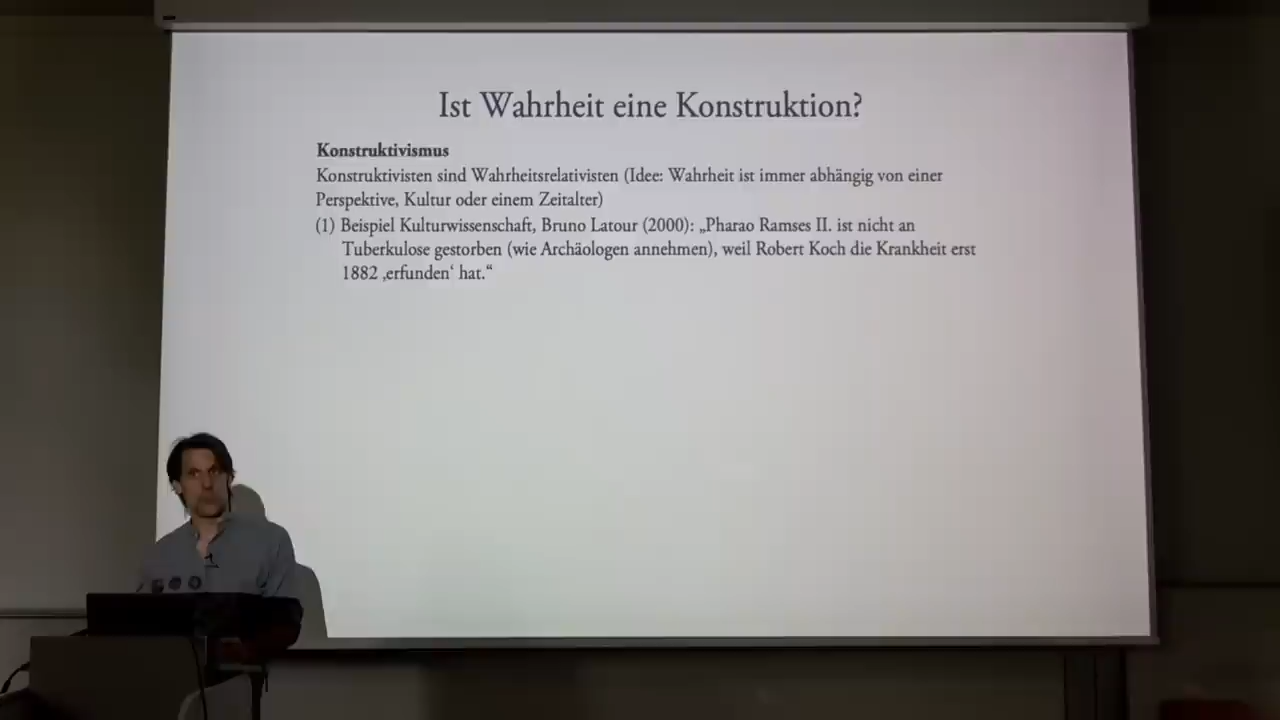 Ist Wahrheit eine Konstruktion?
Konstruktivismus
Konstruktivisten sind Wahrheitsrelativisten (Idee: Wahrheit ist immer abhängig von einer
Perspektive, Kultur oder einem Zeitalter)
(1) Beispiel Kulturwissenschaft, Bruno Latour (2000): „Pharao Ramses II. ist nicht an
Tuberkulose gestorben (wie Archäologen annehmen), weil Robert Koch die Krankheit erst
1882 ‚erfunden‘ hat.“